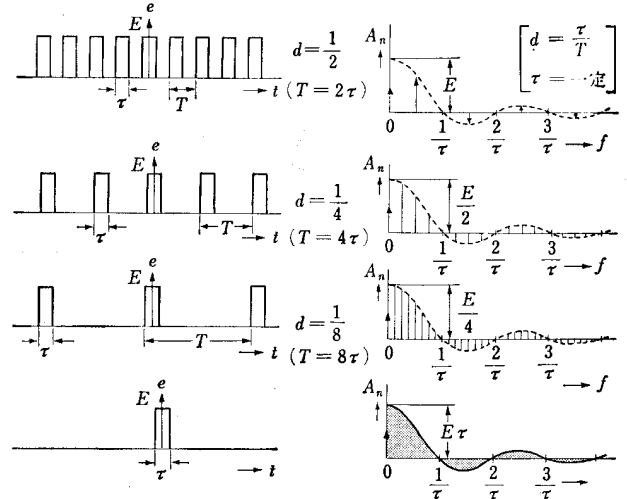 e
E
τ
T
t
d = 1/2
(T = 2τ)
A_n
E
0
1/τ
2/τ
3/τ
f
d = τ/T
τ = 一定
e
E
τ
T
t
d = 1/4
(T = 4τ)
A_n
E/2
0
1/τ
2/τ
3/τ
f
e
E
τ
T
t
d = 1/8
(T = 8τ)
A_n
E/4
0
1/τ
2/τ
3/τ
f
e
E
τ
t
A_n
Eτ
0
1/τ
2/τ
3/τ
f